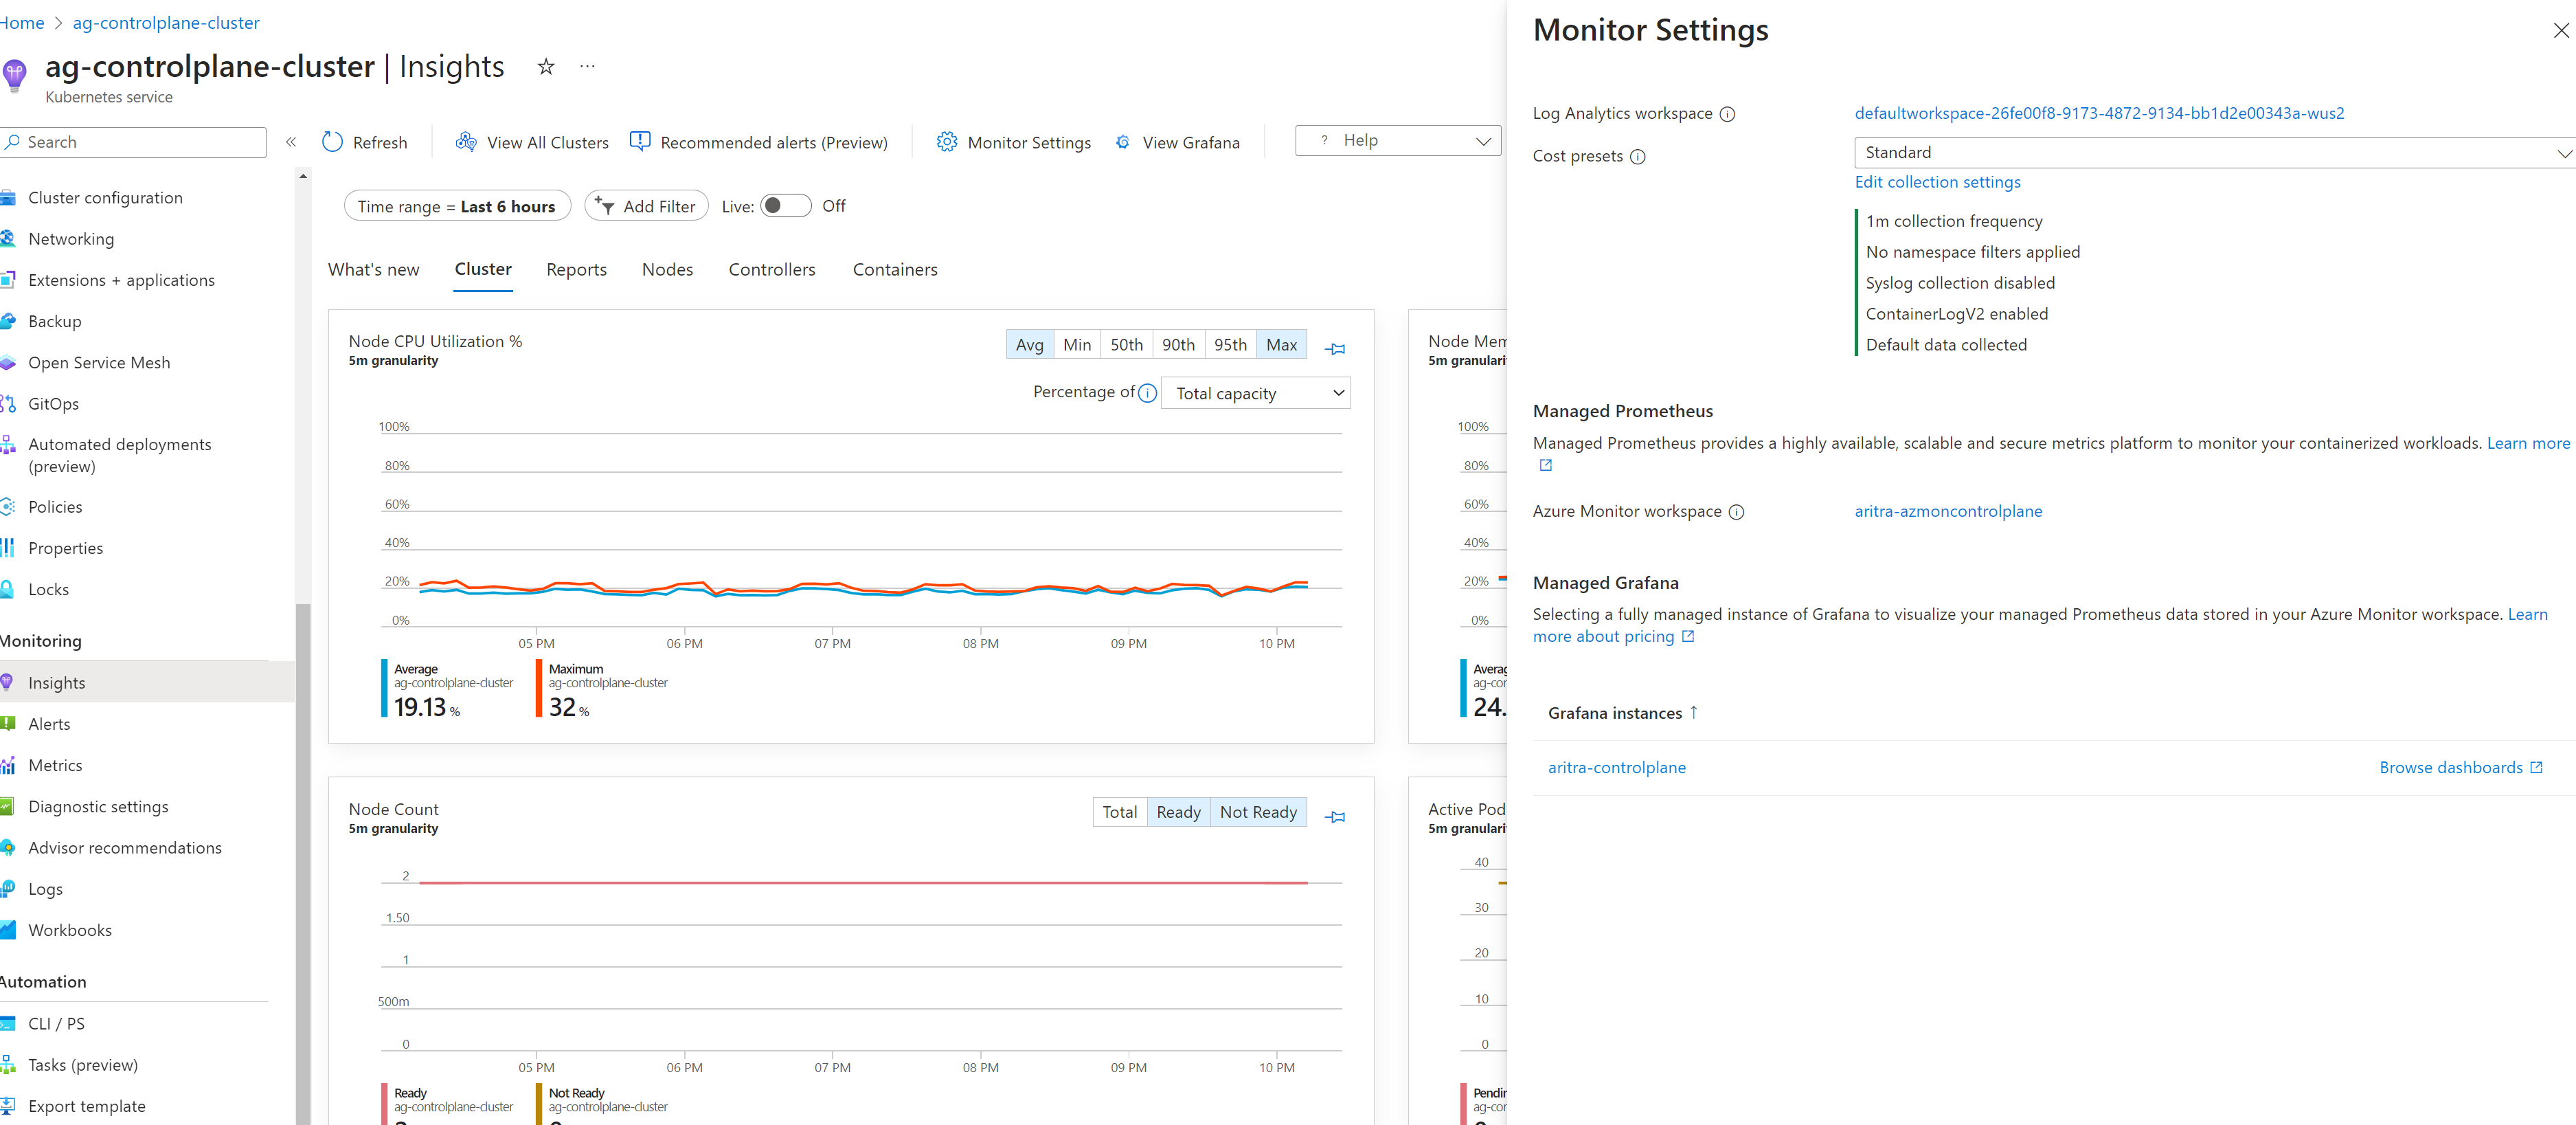 Home > ag-controlplane-cluster
ag-controlplane-cluster | Insights
Kubernetes service
Search
Refresh
View All Clusters
Recommended alerts (Preview)
Monitor Settings
View Grafana
Help
Cluster configuration
Networking
Extensions + applications
Backup
Open Service Mesh
GitOps
Automated deployments
(preview)
Policies
Properties
Locks
Monitoring
Insights
Alerts
Metrics
Diagnostic settings
Advisor recommendations
Logs
Workbooks
Automation
CLI / PS
Tasks (preview)
Export template
Time range = Last 6 hours
Add Filter
Live:
Off
What's new
Cluster
Reports
Nodes
Controllers
Containers
Node CPU Utilization %
5m granularity
Avg
Min
50th
90th
95th
Max
Percentage of
Total capacity
100%
80%
60%
40%
20%
0%
05 PM
06 PM
07 PM
08 PM
09 PM
10 PM
Average
ag-controlplane-cluster
19.13 %
Maximum
ag-controlplane-cluster
32 %
Node Count
5m granularity
Total
Ready
Not Ready
2
1.50
1
500m
0
05 PM
06 PM
07 PM
08 PM
09 PM
10 PM
Ready
ag-controlplane-cluster
Not Ready
ag-controlplane-cluster
Node Mem
5m granulari
100%
80%
60%
40%
20%
0%
Averag
ag-cor
24.
Active Pod
5m granulari
40
30
20
10
0
Pendin
ag-cor
Monitor Settings
Log Analytics workspace
defaultworkspace-26fe00f8-9173-4872-9134-bb1d2e00343a-wus2
Cost presets
Standard
Edit collection settings
1m collection frequency
No namespace filters applied
Syslog collection disabled
ContainerLogV2 enabled
Default data collected
Managed Prometheus
Managed Prometheus provides a highly available, scalable and secure metrics platform to monitor your containerized workloads. Learn more
Azure Monitor workspace
aritra-azmoncontrolplane
Managed Grafana
Selecting a fully managed instance of Grafana to visualize your managed Prometheus data stored in your Azure Monitor workspace. Learn
more about pricing
Grafana instances ↑
aritra-controlplane
Browse dashboards